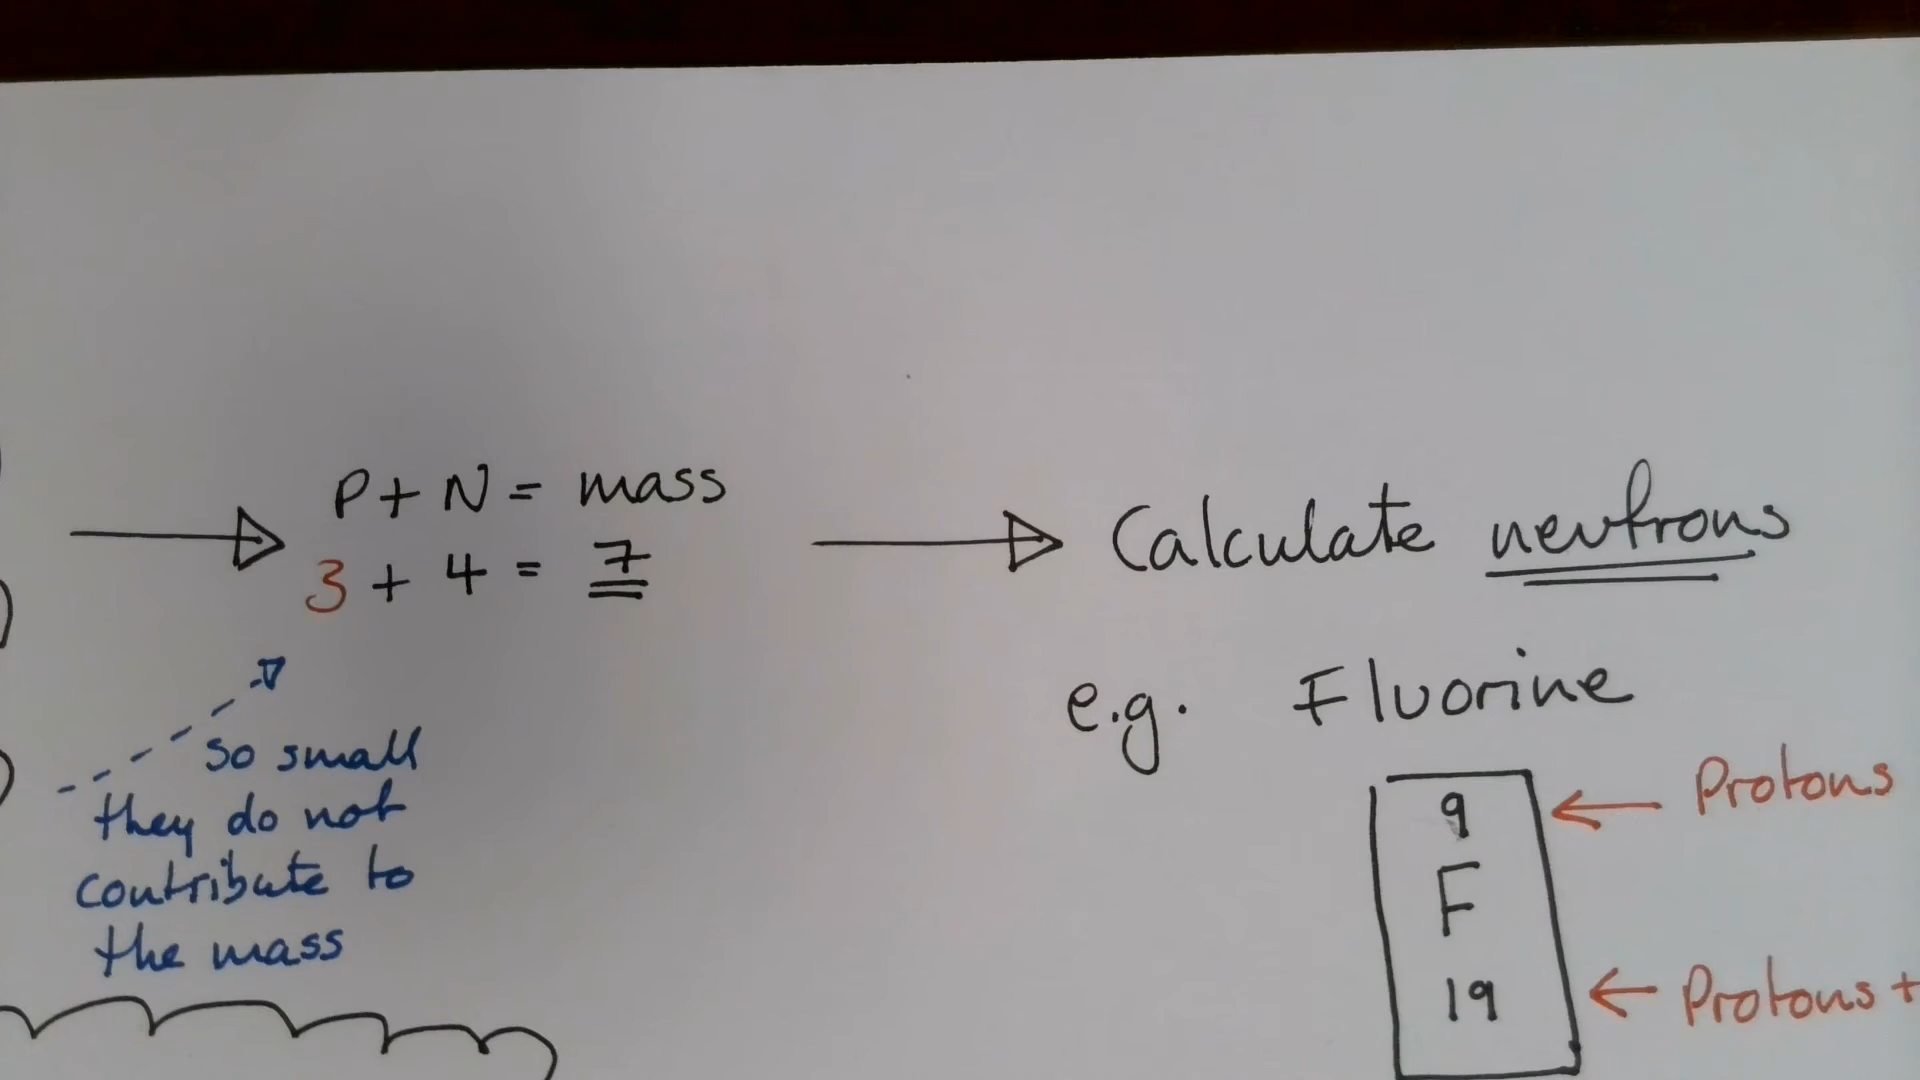 P + N = mass
3 + 4 = 7
so small
they do not
contribute to
the mass
Calculate neutrons
e.g. Fluorine
9
F
19
Protons
Protons +